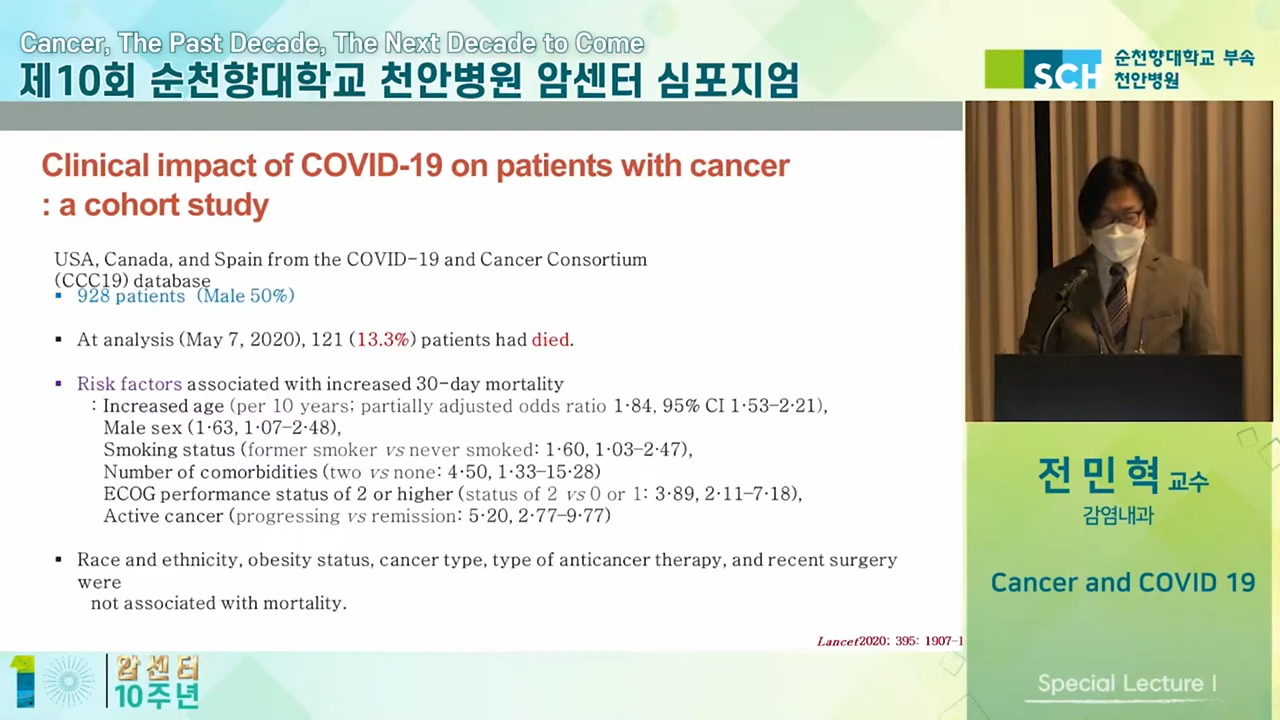 Cancer, The Past Decade, The Next Decade to Come
제10회 순천향대학교 천안병원 암센터 심포지엄
SCH
순천향대학교 부속
천안병원
Clinical impact of COVID-19 on patients with cancer
: a cohort study
USA, Canada, and Spain from the COVID-19 and Cancer Consortium
(CCC19) database
▪ 928 patients (Male 50%)
▪ At analysis (May 7, 2020), 121 (13.3%) patients had died.
▪ Risk factors associated with increased 30-day mortality
: Increased age (per 10 years; partially adjusted odds ratio 1·84, 95% CI 1·53–2·21),
Male sex (1·63, 1·07–2·48),
Smoking status (former smoker vs never smoked: 1·60, 1·03–2·47),
Number of comorbidities (two vs none: 4·50, 1·33–15·28)
ECOG performance status of 2 or higher (status of 2 vs 0 or 1: 3·89, 2·11–7·18),
Active cancer (progressing vs remission: 5·20, 2·77–9·77)
▪ Race and ethnicity, obesity status, cancer type, type of anticancer therapy, and recent surgery
were
not associated with mortality.
Lancet 2020; 395: 1907-1
전민혁 교수
감염내과
Cancer and COVID 19
Special Lecture I
암센터
10주년